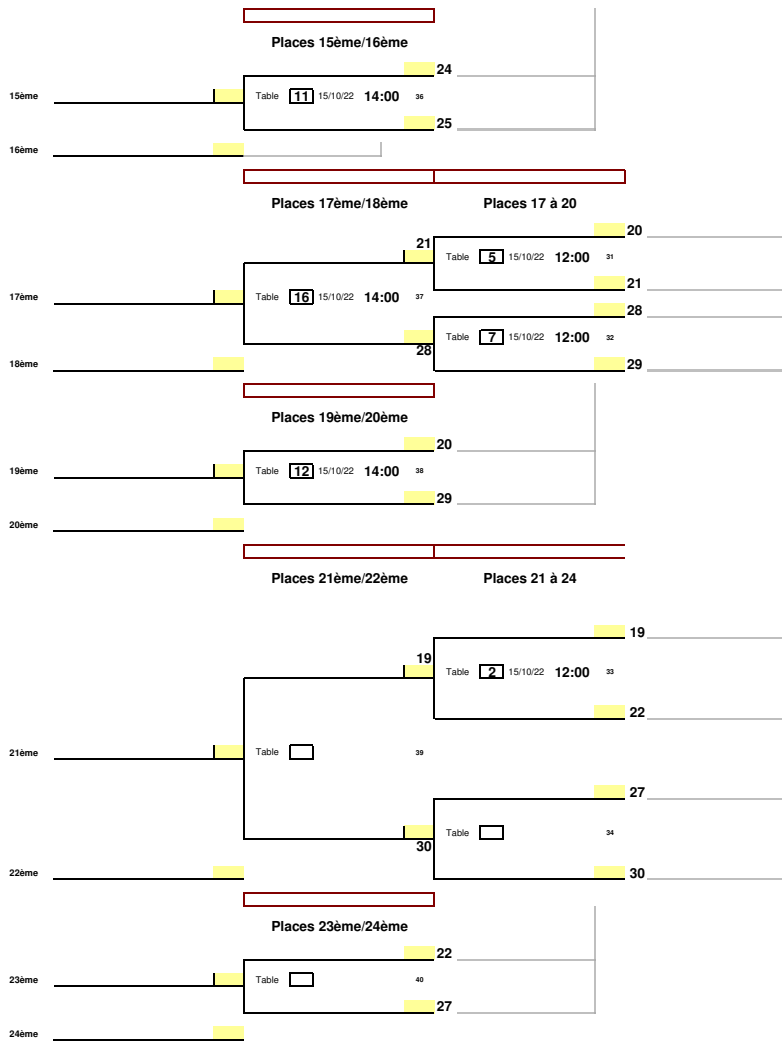 Places 15ème/16ème
24
15ème Table 11 15/10/22 14:00 36
25
16ème
Places 17ème/18ème Places 17 à 20
20
21
Table 5 15/10/22 12:00 31
21
17ème Table 16 15/10/22 14:00 37
28
Table 7 15/10/22 12:00 32
28
18ème 29
Places 19ème/20ème
20
19ème Table 12 15/10/22 14:00 38
29
20ème
Places 21ème/22ème Places 21 à 24
19
19
Table 2 15/10/22 12:00 33
22
21ème Table 39
27
Table 34
30
22ème 30
Places 23ème/24ème
22
23ème Table 40
27
24ème